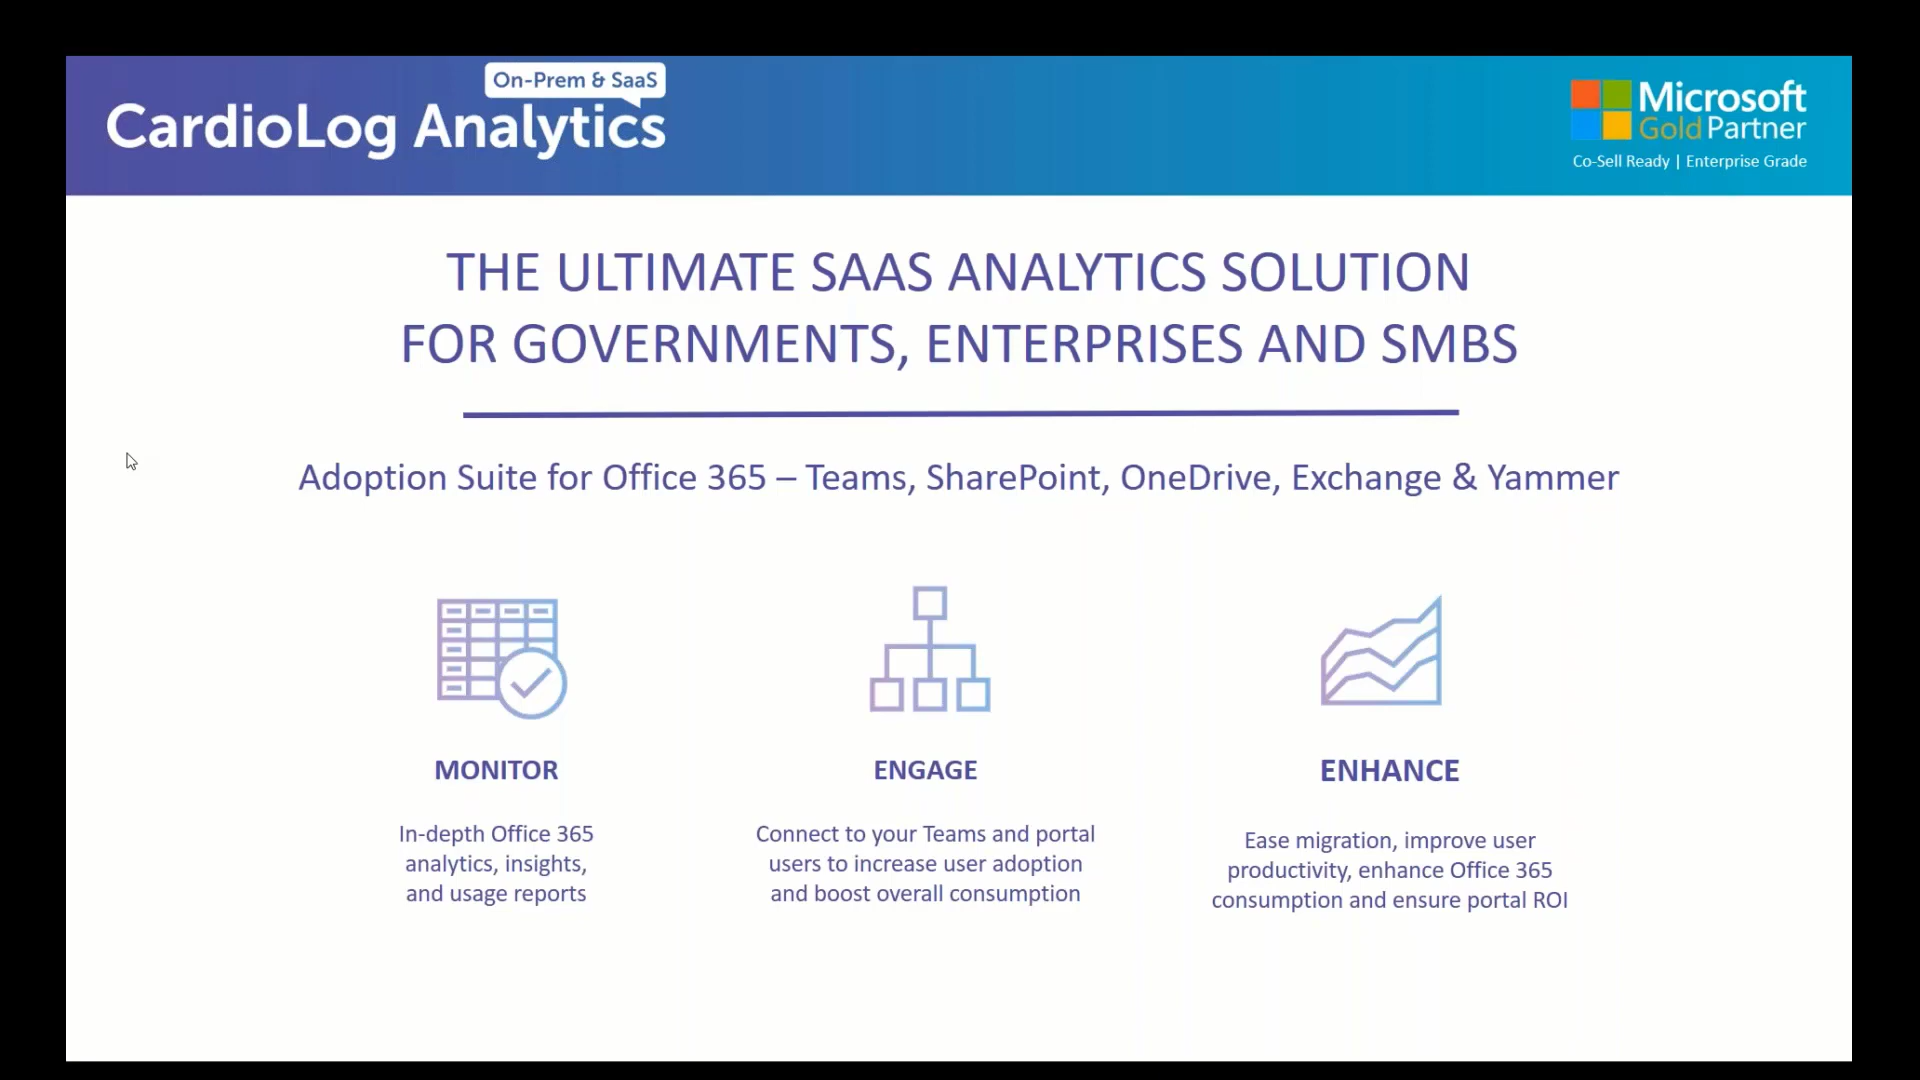 On-Prem & SaaS
CardioLog Analytics
Microsoft
Gold Partner
Co-Sell Ready | Enterprise Grade
THE ULTIMATE SAAS ANALYTICS SOLUTION
FOR GOVERNMENTS, ENTERPRISES AND SMBS
Adoption Suite for Office 365 – Teams, SharePoint, OneDrive, Exchange & Yammer
MONITOR
In-depth Office 365
analytics, insights,
and usage reports
ENGAGE
Connect to your Teams and portal
users to increase user adoption
and boost overall consumption
ENHANCE
Ease migration, improve user
productivity, enhance Office 365
consumption and ensure portal ROI